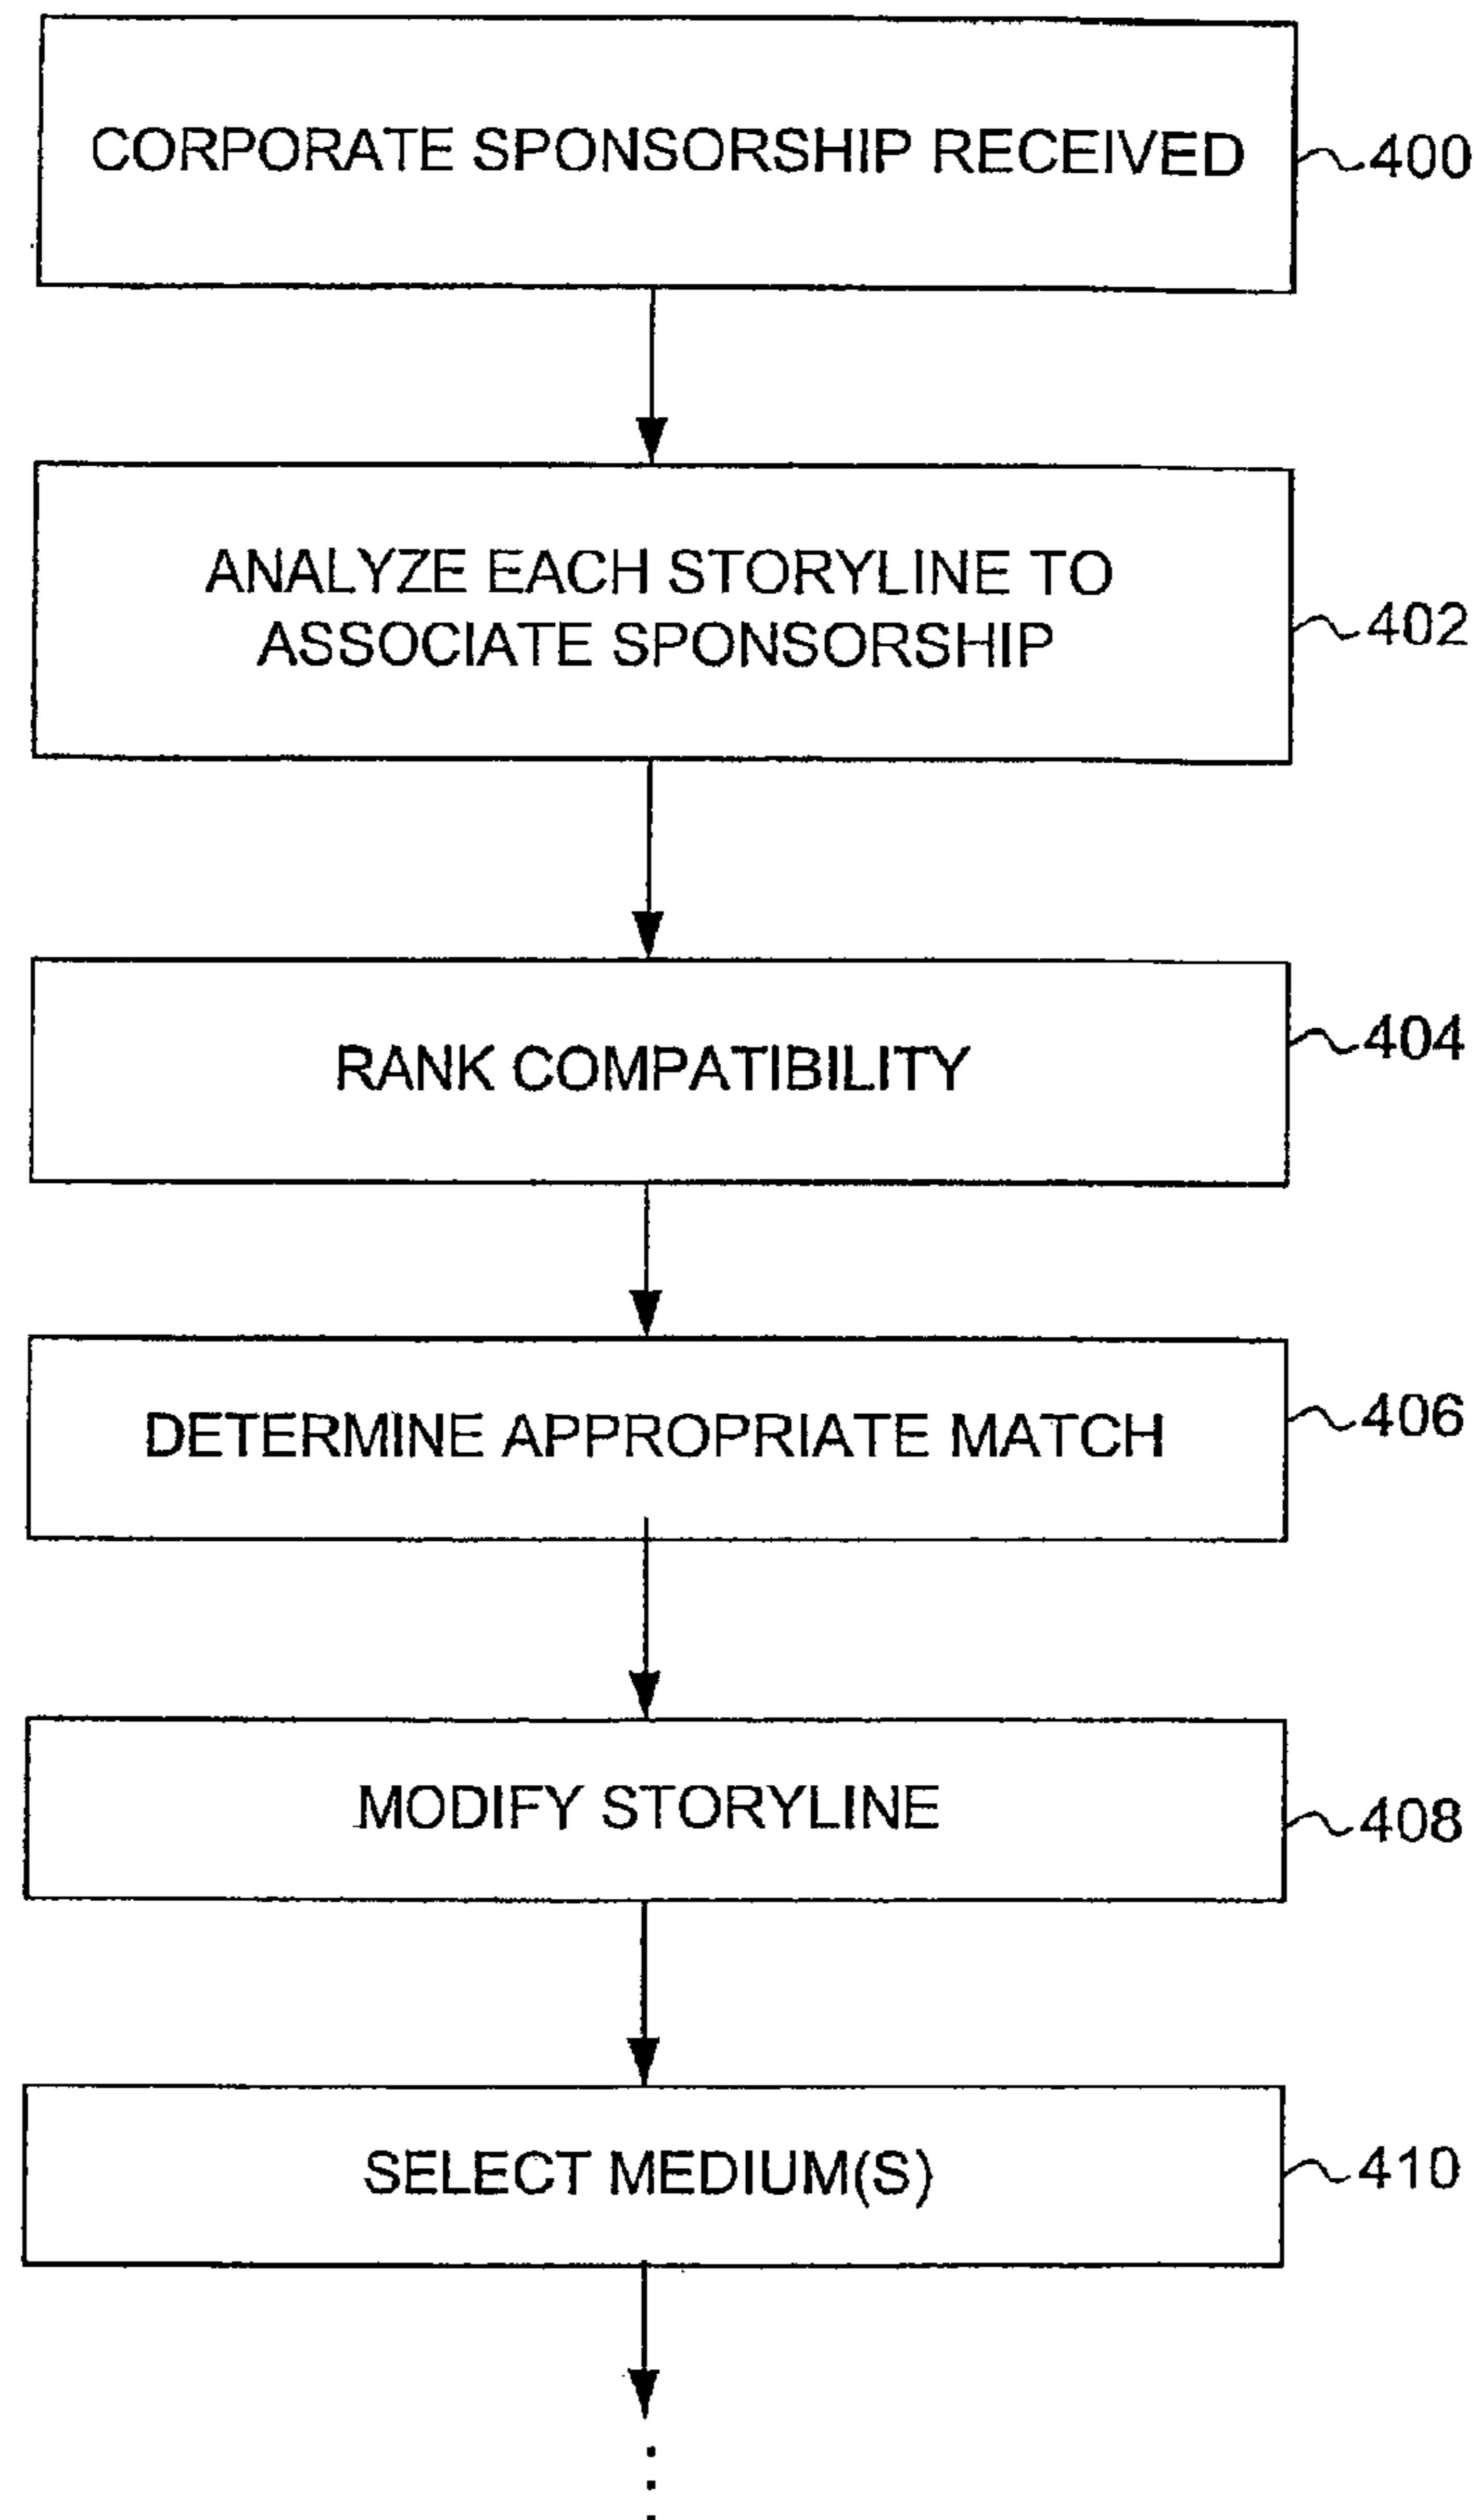 CORPORATE SPONSORSHIP RECEIVED
400
ANALYZE EACH STORYLINE TO
ASSOCIATE SPONSORSHIP
402
RANK COMPATIBILITY
404
DETERMINE APPROPRIATE MATCH
406
MODIFY STORYLINE
408
SELECT MEDIUM(S)
410